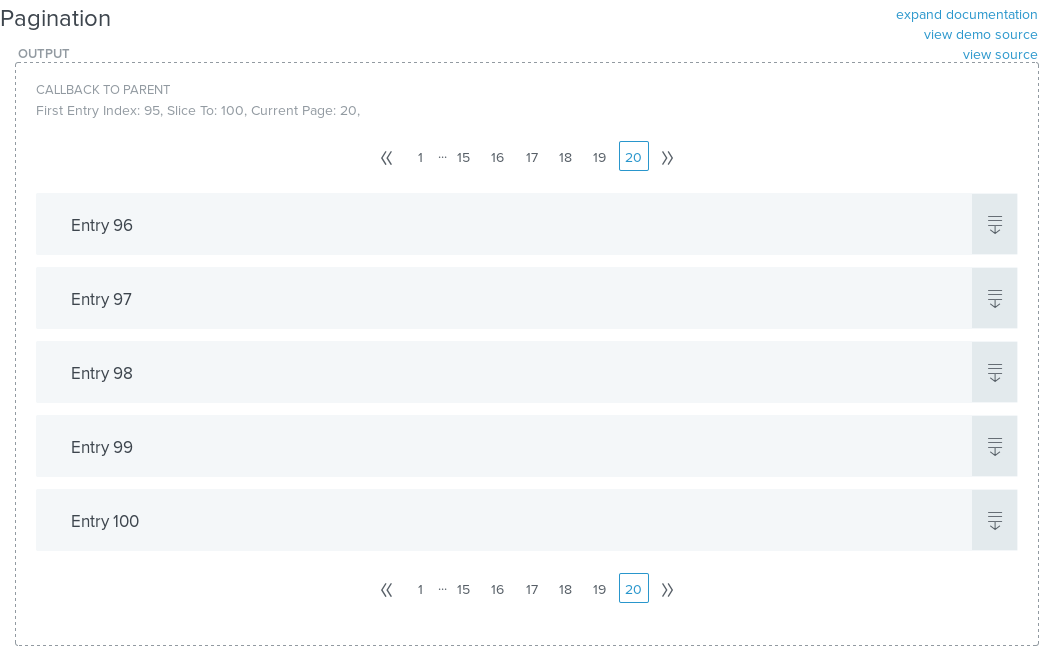 Pagination
expand documentation
view demo source
view source
OUTPUT
CALLBACK TO PARENT
First Entry Index: 95, Slice To: 100, Current Page: 20,
« 1 ... 15 16 17 18 19 20 »
Entry 96
Entry 97
Entry 98
Entry 99
Entry 100
« 1 ... 15 16 17 18 19 20 »